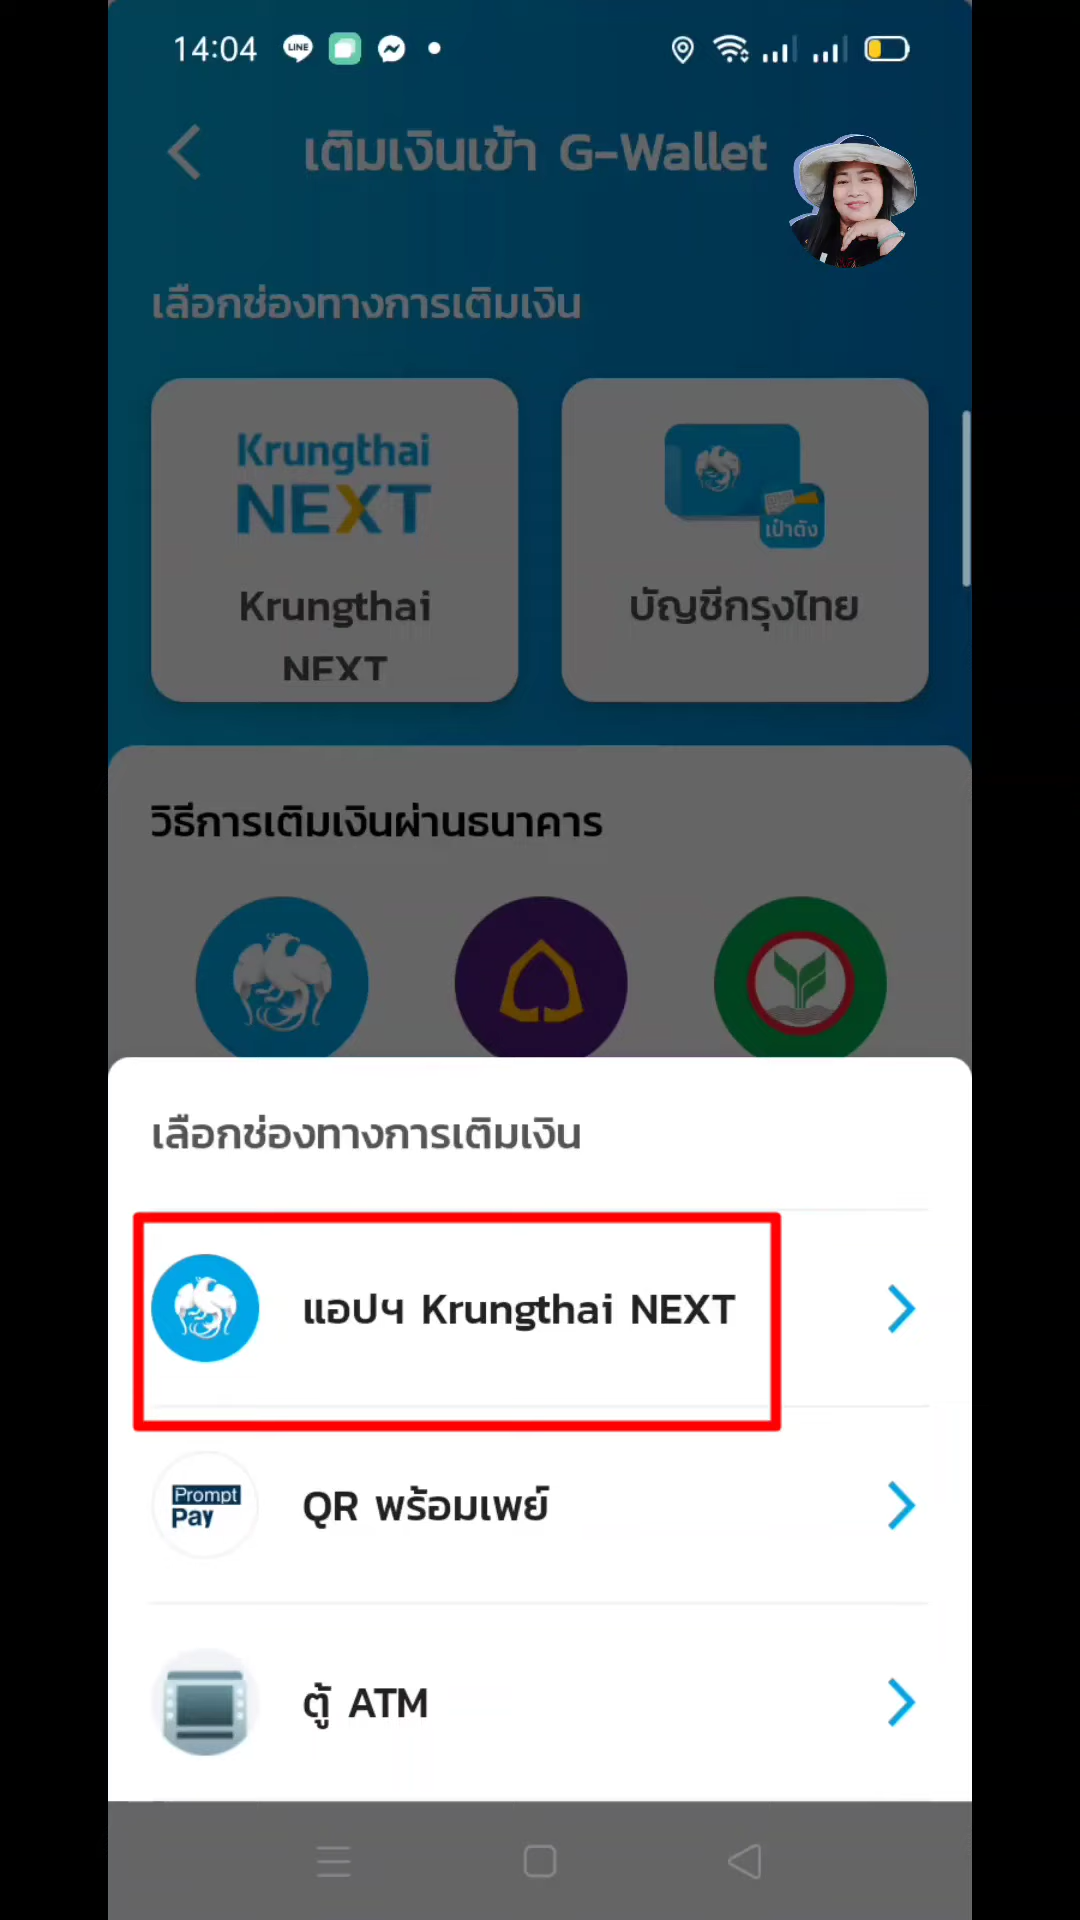 14:04 LINE
เติมเงินเข้า G-Wallet
เลือกช่องทางการเติมเงิน
Krungthai
NEXT
เป๋าตัง
Krungthai
NEXT
บัญชีกรุงไทย
วิธีการเติมเงินผ่านธนาคาร
เลือกช่องทางการเติมเงิน
แอปฯ Krungthai NEXT
Prompt
Pay
QR พร้อมเพย์
ตู้ ATM